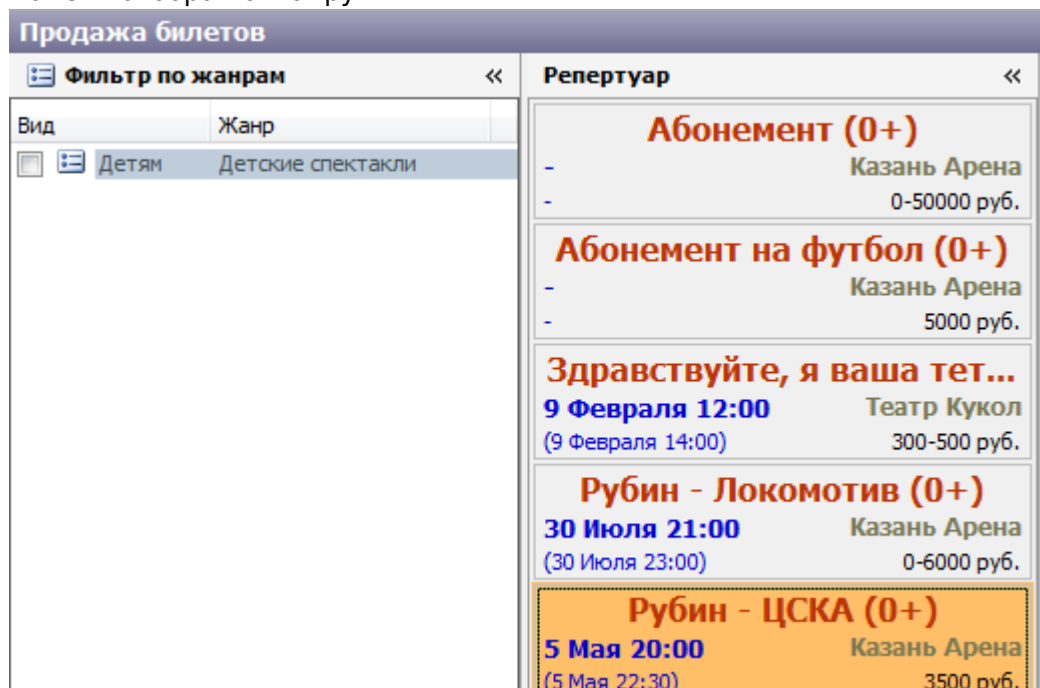 Продажа билетов
Фильтр по жанрам «
Вид Жанр
Детям Детские спектакли
Репертуар «
Абонемент (0+)
- Казань Арена
- 0-50000 руб.
Абонемент на футбол (0+)
- Казань Арена
- 5000 руб.
Здравствуйте, я ваша тет...
9 Февраля 12:00 Театр Кукол
(9 Февраля 14:00) 300-500 руб.
Рубин - Локомотив (0+)
30 Июля 21:00 Казань Арена
(30 Июля 23:00) 0-6000 руб.
Рубин - ЦСКА (0+)
5 Мая 20:00 Казань Арена
(5 Мая 22:30) 3500 руб.